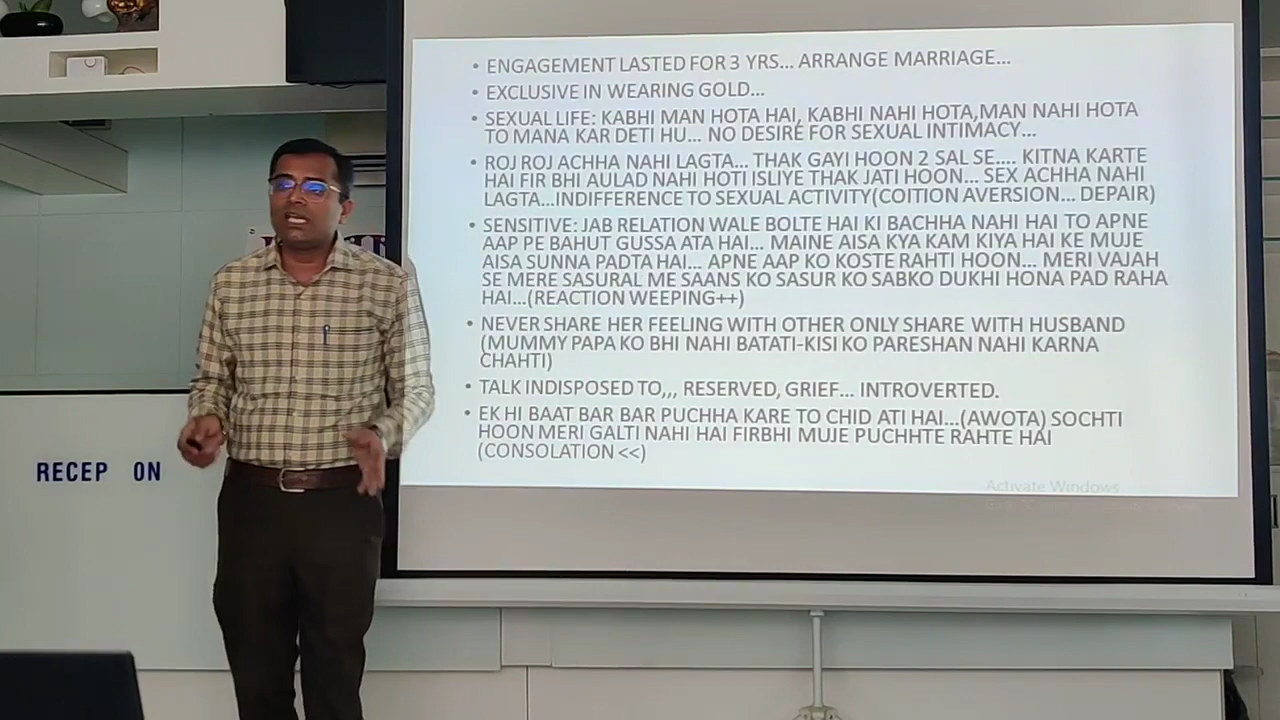 • ENGAGEMENT LASTED FOR 3 YRS... ARRANGE MARRIAGE...
• EXCLUSIVE IN WEARING GOLD...
• SEXUAL LIFE: KABHI MAN HOTA HAI, KABHI NAHI HOTA,MAN NAHI HOTA
TO MANA KAR DETI HU... NO DESIRE FOR SEXUAL INTIMACY...
• ROJ ROJ ACHHA NAHI LAGTA... THAK GAYI HOON 2 SAL SE.... KITNA KARTE
HAI FIR BHI AULAD NAHI HOTI ISLIYE THAK JATI HOON... SEX ACHHA NAHI
LAGTA...INDIFFERENCE TO SEXUAL ACTIVITY(COITION AVERSION... DEPAIR)
• SENSITIVE: JAB RELATION WALE BOLTE HAI KI BACHHA NAHI HAI TO APNE
AAP PE BAHUT GUSSA ATA HAI... MAINE AISA KYA KAM KIYA HAI KE MUJE
AISA SUNNA PADTA HAI... APNE AAP KO KOSTE RAHTI HOON... MERI VAJAH
SE MERE SASURAL ME SAANS KO SASUR KO SABKO DUKHI HONA PAD RAHA
HAI...(REACTION WEEPING++)
• NEVER SHARE HER FEELING WITH OTHER ONLY SHARE WITH HUSBAND
(MUMMY PAPA KO BHI NAHI BATATI-KISI KO PARESHAN NAHI KARNA
CHAHTI)
• TALK INDISPOSED TO,,, RESERVED, GRIEF... INTROVERTED.
• EK HI BAAT BAR BAR PUCHHA KARE TO CHID ATI HAI...(AWOTA) SOCHTI
HOON MERI GALTI NAHI HAI FIRBHI MUJE PUCHHTE RAHTE HAI
(CONSOLATION <<)
Activate Windows
RECEP ON